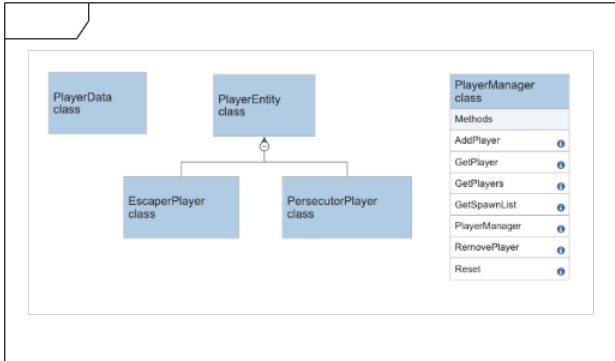 PlayerData
class
PlayerEntity
class
EscaperPlayer
class
PersecutorPlayer
class
PlayerManager
class
Methods
AddPlayer
GetPlayer
GetPlayers
GetSpawnList
PlayerManager
RemovePlayer
Reset